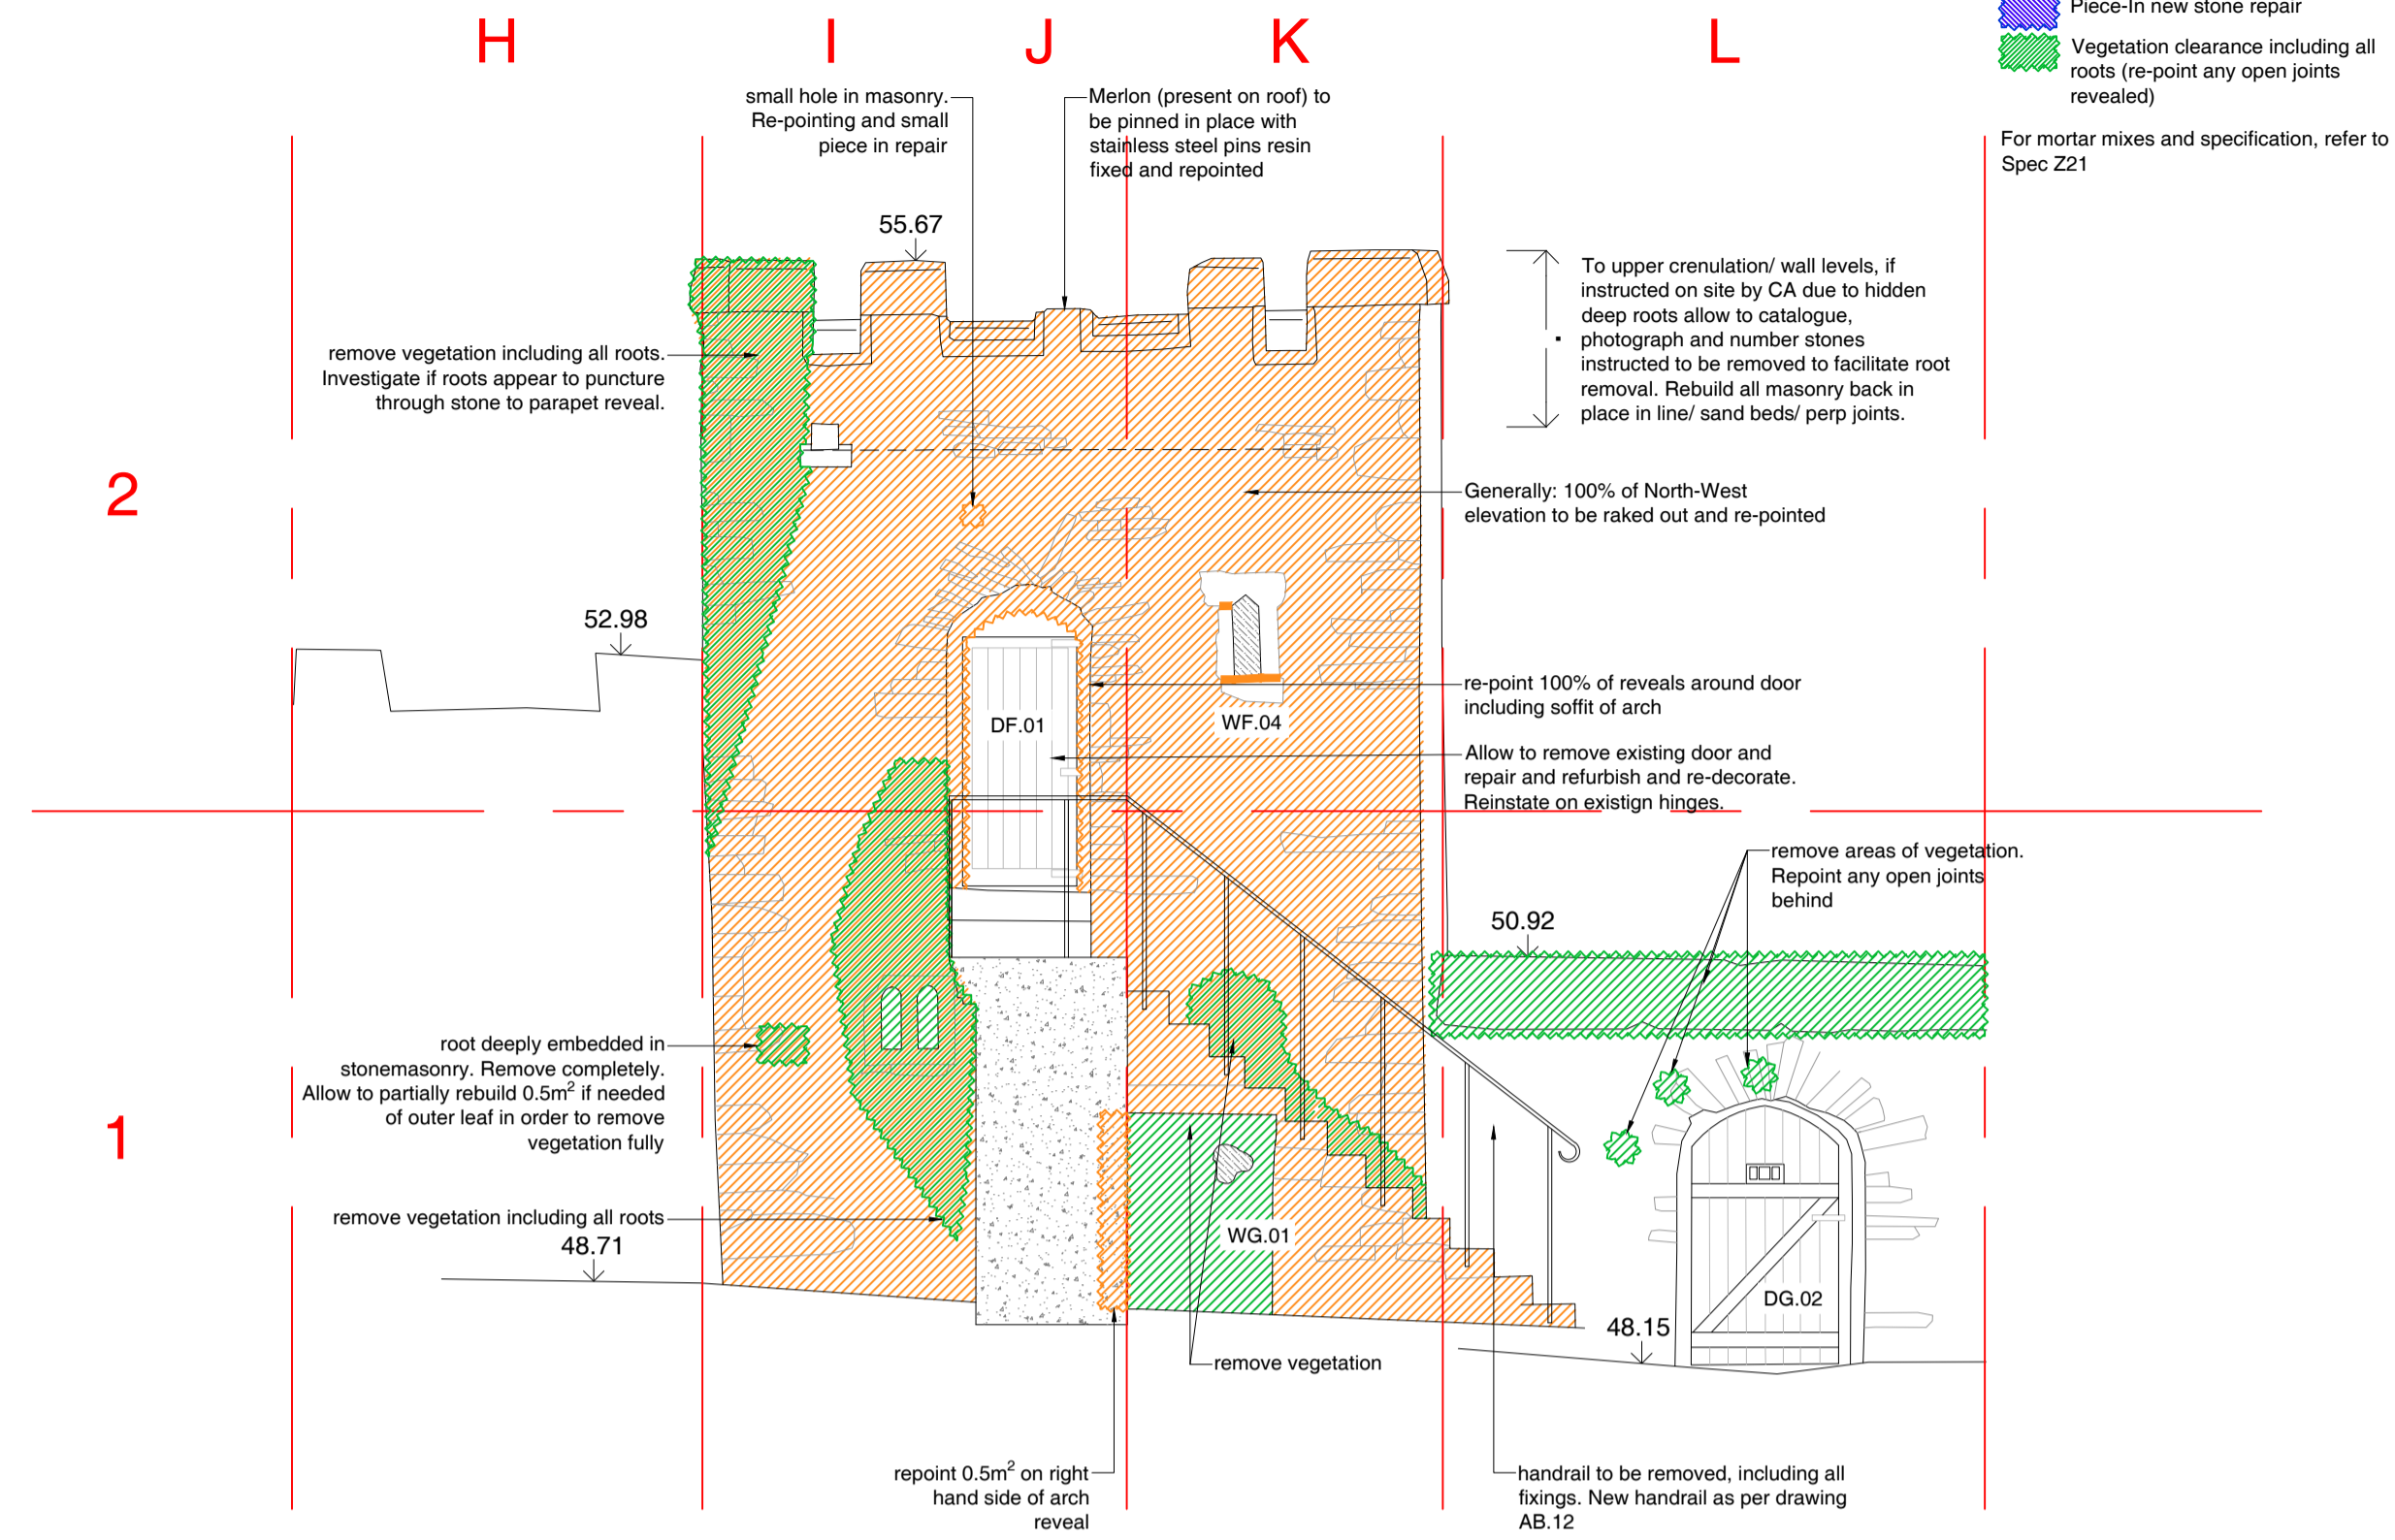 H
I
J
K
L
Piece-In new stone repair
Vegetation clearance including all
roots (re-point any open joints
revealed)
For mortar mixes and specification, refer to
Spec Z21
small hole in masonry.
Re-pointing and small
piece in repair
Merlon (present on roof) to
be pinned in place with
stainless steel pins resin
fixed and repointed
55.67
To upper crenulation/ wall levels, if
instructed on site by CA due to hidden
deep roots allow to catalogue,
photograph and number stones
instructed to be removed to facilitate root
removal. Rebuild all masonry back in
place in line/ sand beds/ perp joints.
remove vegetation including all roots.
Investigate if roots appear to puncture
through stone to parapet reveal.
2
Generally: 100% of North-West
elevation to be raked out and re-pointed
52.98
re-point 100% of reveals around door
including soffit of arch
DF.01
WF.04
Allow to remove existing door and
repair and refurbish and re-decorate.
Reinstate on existign hinges.
remove areas of vegetation.
Repoint any open joints
behind
50.92
root deeply embedded in
stonemasonry. Remove completely.
Allow to partially rebuild 0.5m² if needed
of outer leaf in order to remove
vegetation fully
1
remove vegetation including all roots
48.71
WG.01
DG.02
48.15
remove vegetation
repoint 0.5m² on right
hand side of arch
reveal
handrail to be removed, including all
fixings. New handrail as per drawing
AB.12